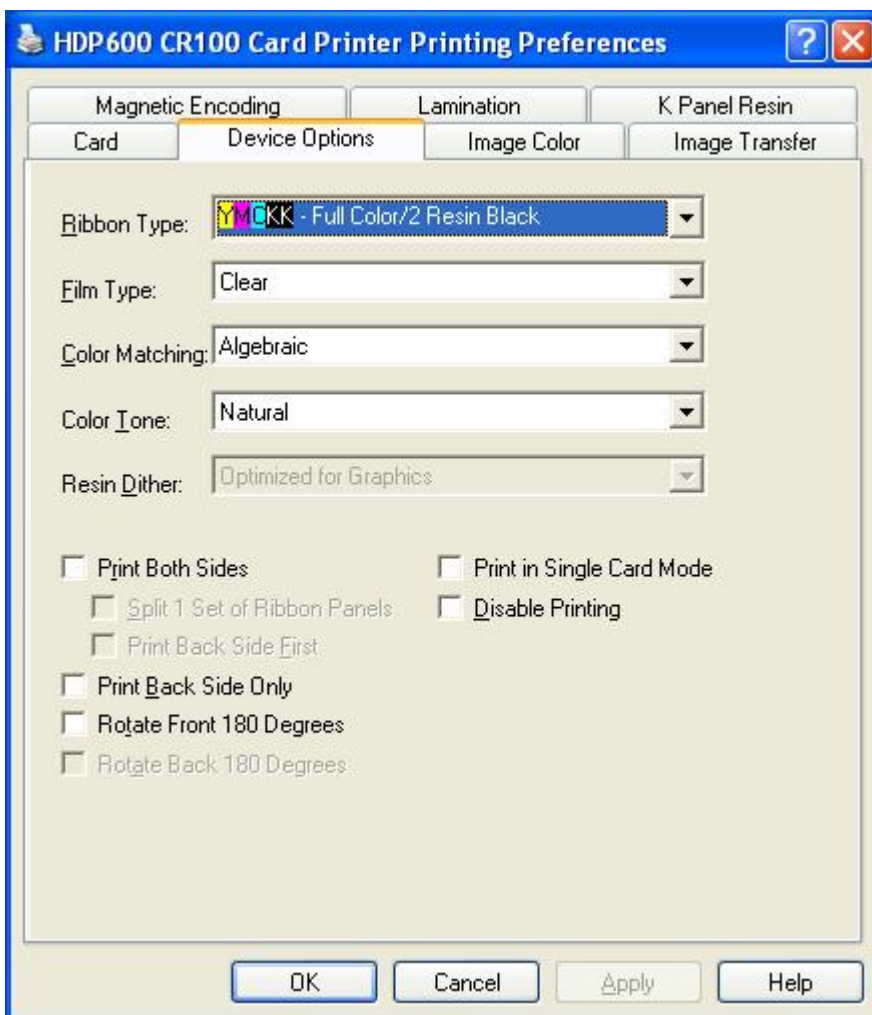 HDP600 CR100 Card Printer Printing Preferences
Magnetic Encoding Lamination K Panel Resin
Card Device Options Image Color Image Transfer
Ribbon Type: YMCKK - Full Color/2 Resin Black
Film Type: Clear
Color Matching: Algebraic
Color Tone: Natural
Resin Dither: Optimized for Graphics
Print Both Sides Print in Single Card Mode
Split 1 Set of Ribbon Panels Disable Printing
Print Back Side First
Print Back Side Only
Rotate Front 180 Degrees
Rotate Back 180 Degrees
OK Cancel Apply Help